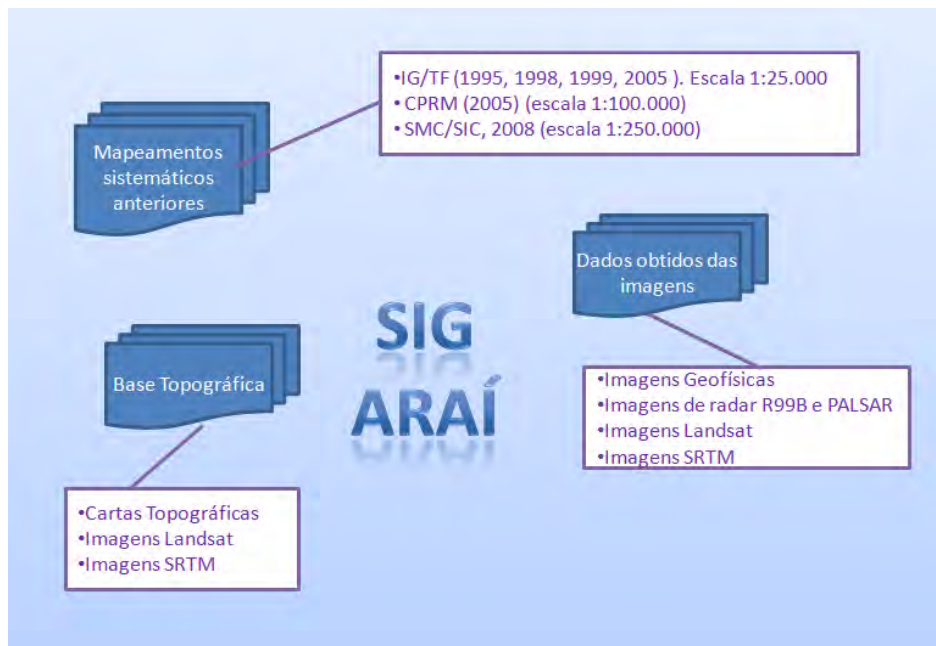 •IG/TF (1995, 1998, 1999, 2005 ). Escala 1:25.000
•CPRM (2005) (escala 1:100.000)
•SMC/SIC, 2008 (escala 1:250.000)
Mapeamentos
sistemáticos
anteriores
Dados obtidos das
imagens
SIG
ARAÍ
Base Topográfica
•Imagens Geofísicas
•Imagens de radar R99B e PALSAR
•Imagens Landsat
•Imagens SRTM
•Cartas Topográficas
•Imagens Landsat
•Imagens SRTM